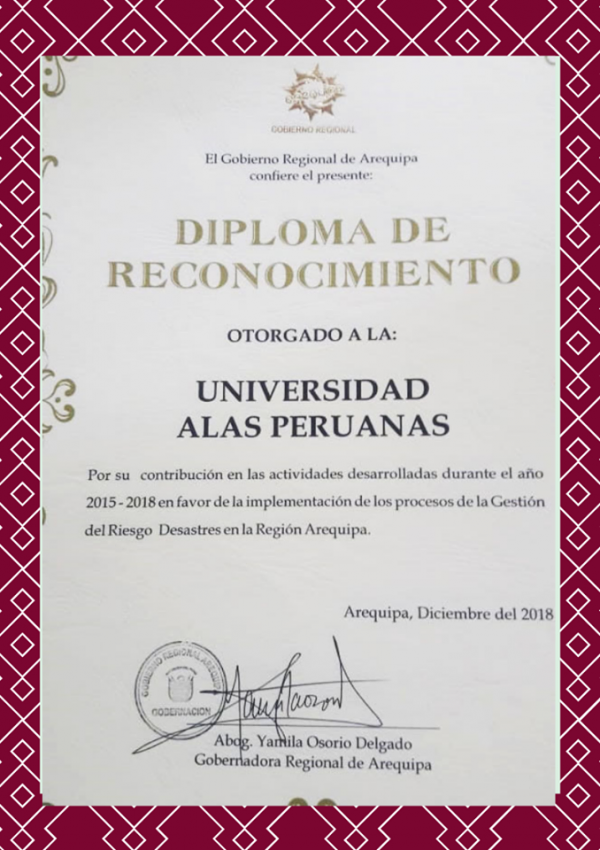 GOBIERNO REGIONAL
El Gobierno Regional de Arequipa
confiere el presente:
DIPLOMA DE
RECONOCIMIENTO
OTORGADO A LA:
UNIVERSIDAD
ALAS PERUANAS
Por su contribución en las actividades desarrolladas durante el año
2015 - 2018 en favor de la implementación de los procesos de la Gestión
del Riesgo Desastres en la Región Arequipa.
Arequipa, Diciembre del 2018
GOBIERNO REGIONAL AREQUIPA
GOBERNACION
Abog. Yamila Osorio Delgado
Gobernadora Regional de Arequipa